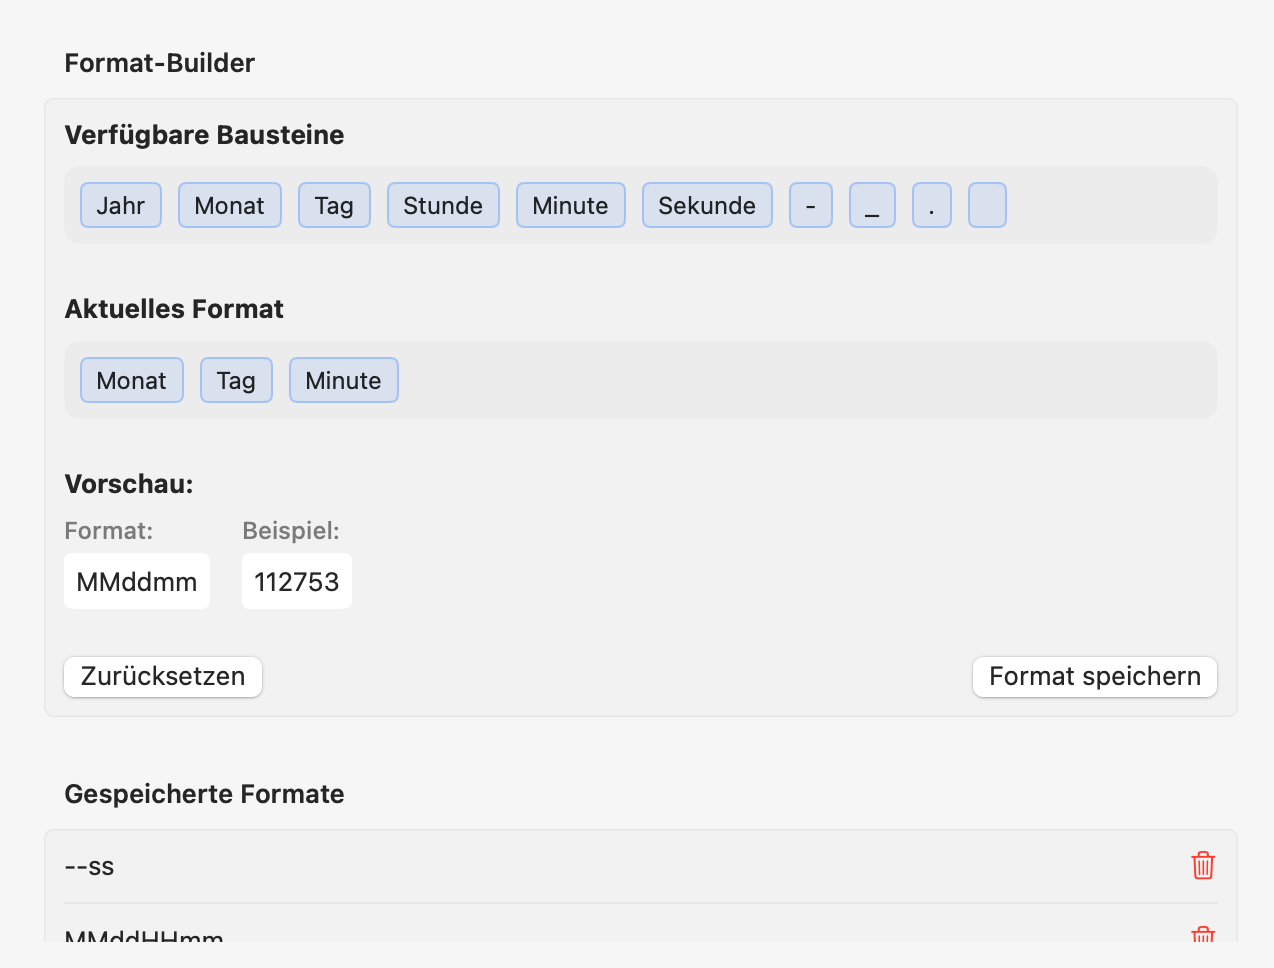 Format-Builder
Verfügbare Bausteine
Jahr Monat Tag Stunde Minute Sekunde - _ .
Aktuelles Format
Monat Tag Minute
Vorschau:
Format: Beispiel:
MMddmm 112753
Zurücksetzen Format speichern
Gespeicherte Formate
--ss
MMddHHmm